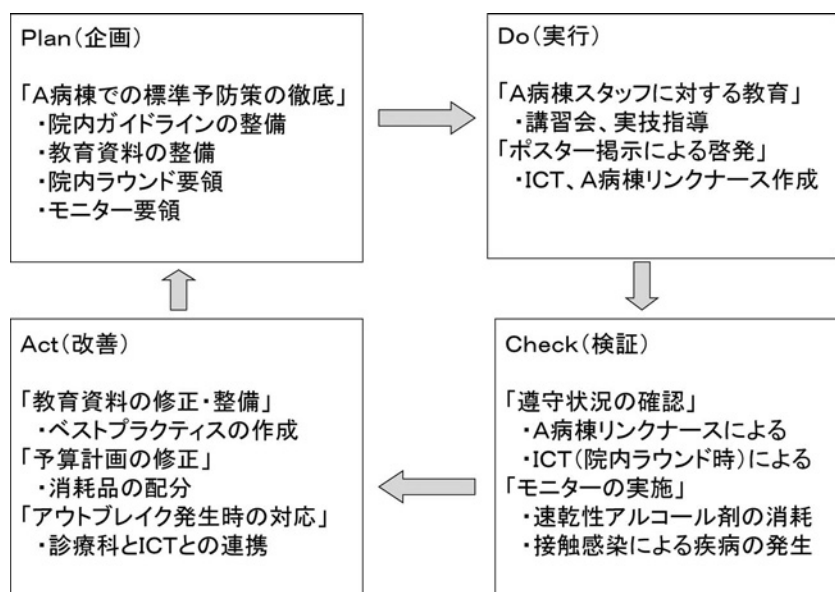 Plan(企画)
「A病棟での標準予防策の徹底」
・院内ガイドラインの整備
・教育資料の整備
・院内ラウンド要領
・モニター要領
Do(実行)
「A病棟スタッフに対する教育」
・講習会、実技指導
「ポスター掲示による啓発」
・ICT、A病棟リンクナース作成
Check(検証)
「遵守状況の確認」
・A病棟リンクナースによる
・ICT(院内ラウンド時)による
「モニターの実施」
・速乾性アルコール剤の消耗
・接触感染による疾病の発生
Act(改善)
「教育資料の修正・整備」
・ベストプラクティスの作成
「予算計画の修正」
・消耗品の配分
「アウトブレイク発生時の対応」
・診療科とICTとの連携